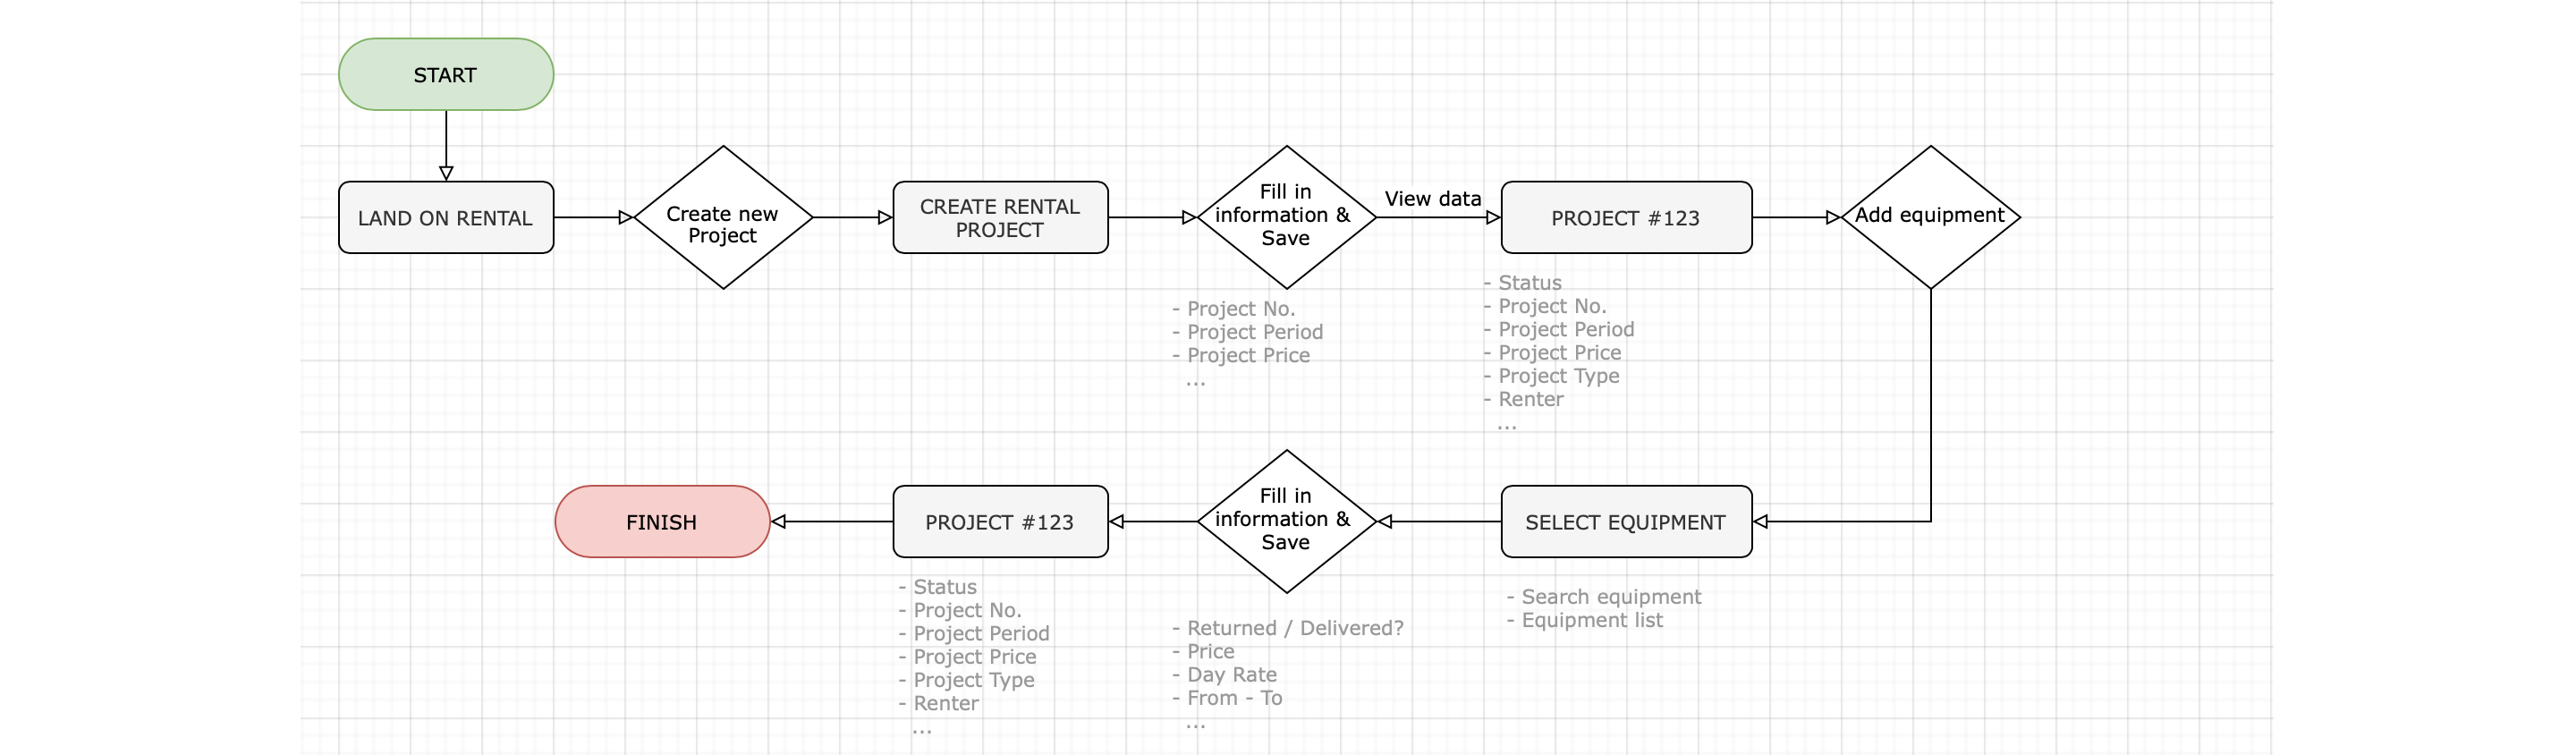 START
LAND ON RENTAL
Create new
Project
CREATE RENTAL
PROJECT
Fill in
information &
Save
- Project No.
- Project Period
- Project Price
...
View data
PROJECT #123
- Status
- Project No.
- Project Period
- Project Price
- Project Type
- Renter
...
Add equipment
SELECT EQUIPMENT
- Search equipment
- Equipment list
Fill in
information &
Save
- Returned / Delivered?
- Price
- Day Rate
- From - To
...
PROJECT #123
- Status
- Project No.
- Project Period
- Project Price
- Project Type
- Renter
...
FINISH